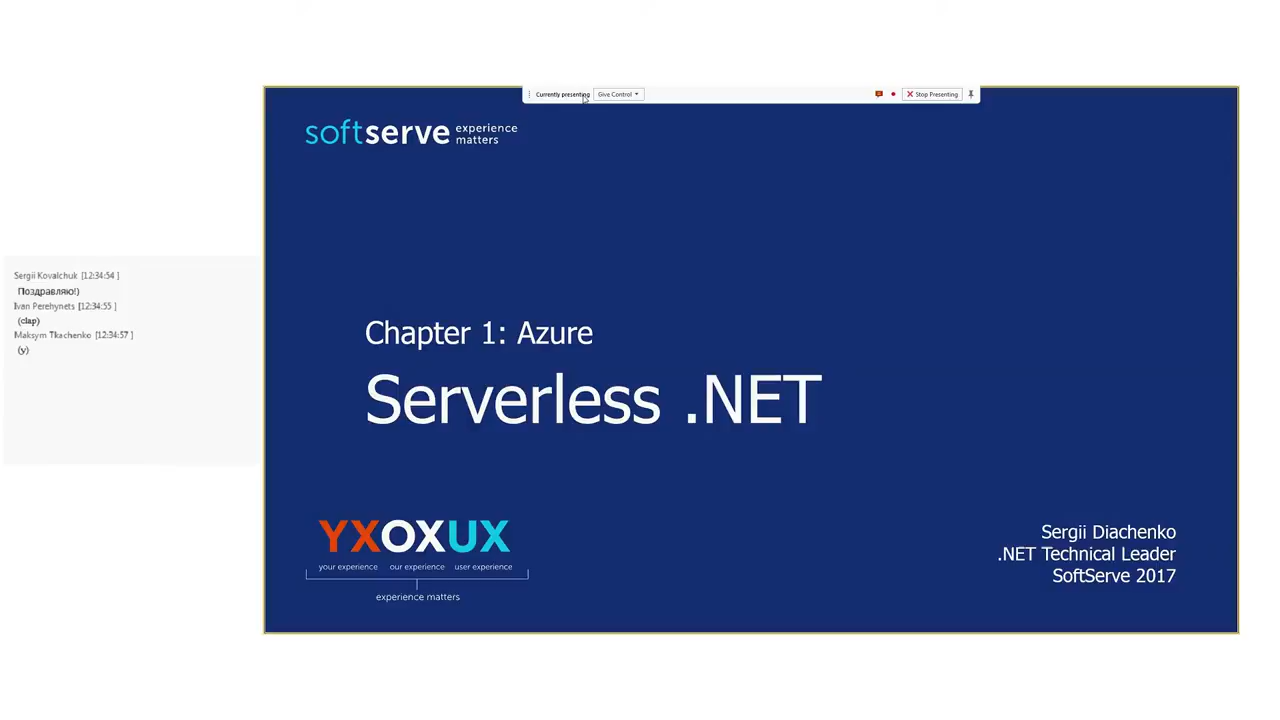 Currently presenting Give Control Stop Presenting
softserve experience matters
Sergii Kovalchuk [12:34:54 ]
Поздравляю!)
Ivan Perehynets [12:34:55 ]
(clap)
Maksym Tkachenko [12:34:57 ]
(y)
Chapter 1: Azure
Serverless .NET
YXOXUX
your experience our experience user experience
experience matters
Sergii Diachenko
.NET Technical Leader
SoftServe 2017